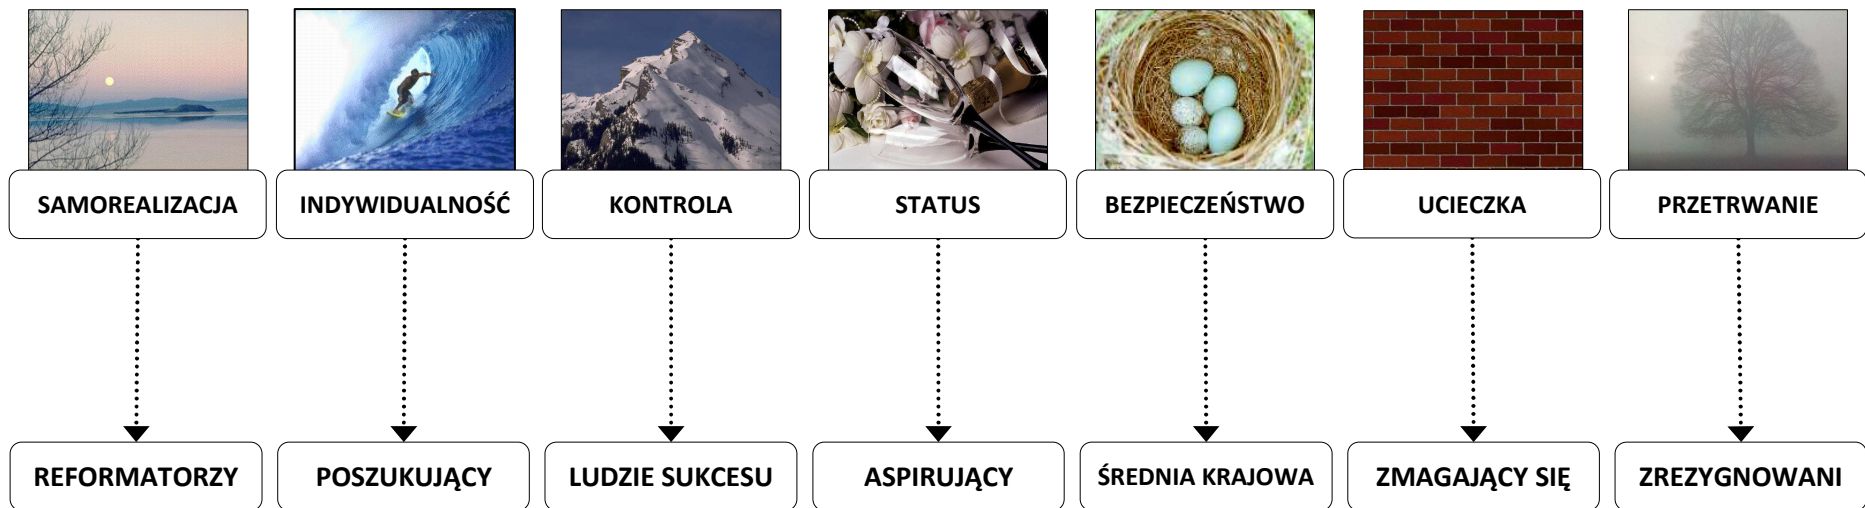 SAMOREALIZACJA
INDYWIDUALNOŚĆ
KONTROLA
STATUS
BEZPIECZEŃSTWO
UCIECZKA
PRZETRWANIE
REFORMATORZY
POSZUKUJĄCY
LUDZIE SUKCESU
ASPIRUJĄCY
ŚREDNIA KRAJOWA
ZMAGAJĄCY SIĘ
ZREZYGNOWANI